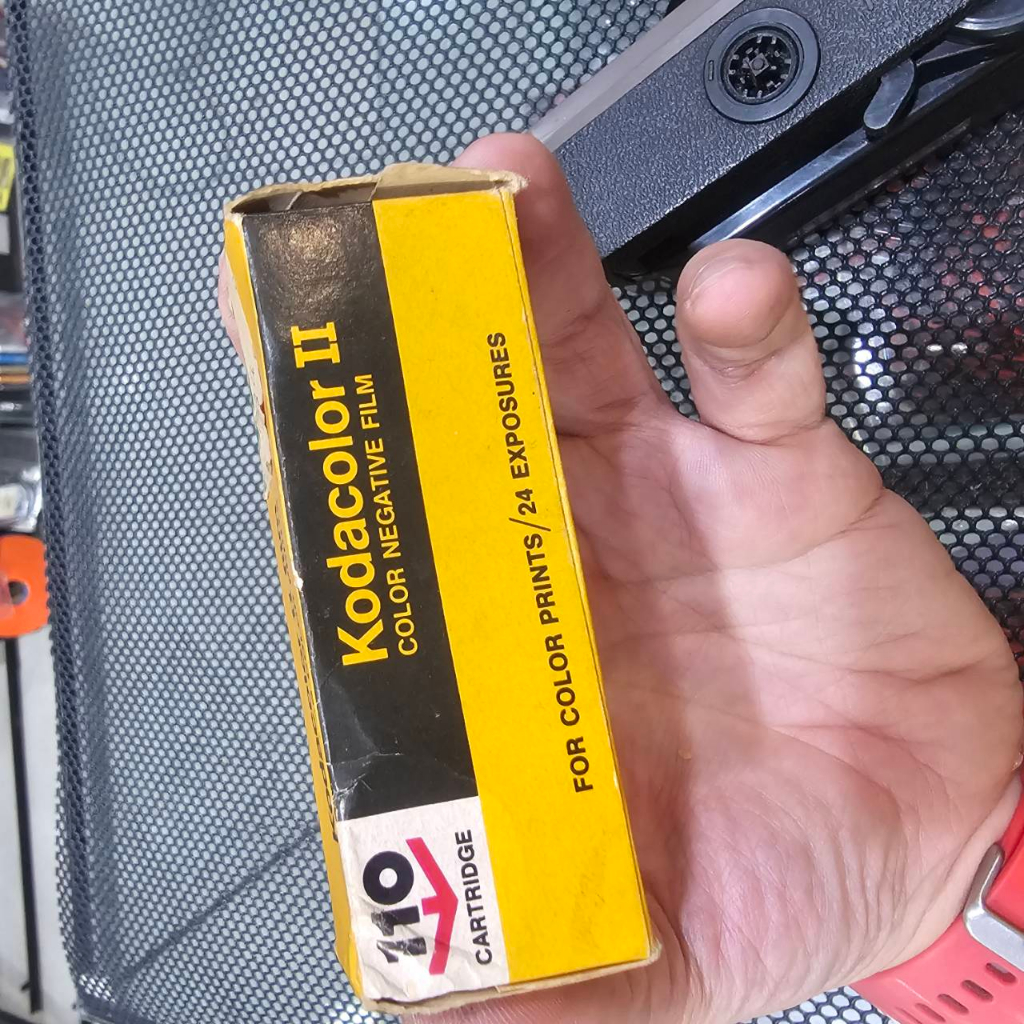 Kodacolor II
COLOR NEGATIVE FILM
FOR COLOR PRINTS/24 EXPOSURES
110
CARTRIDGE